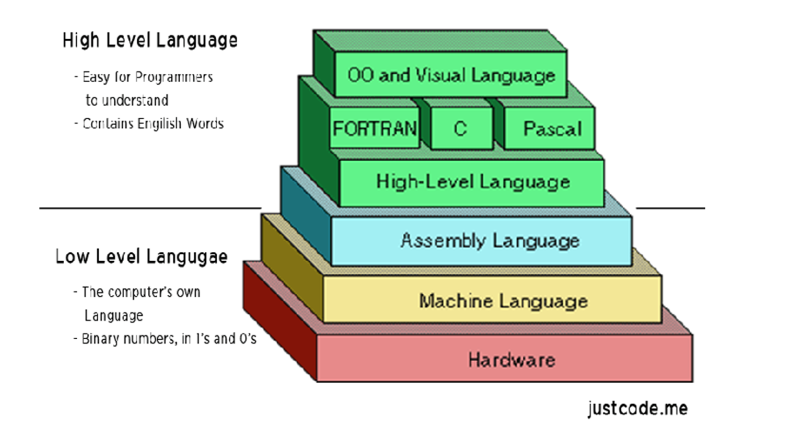 High Level Language
- Easy for Programmers
to understand
- Contains Engilish Words
OO and Visual Language
FORTRAN
C
Pascal
High-Level Language
Assembly Language
Low Level Langugae
- The computer's own
Language
- Binary numbers, in 1's and 0's
Machine Language
Hardware
justcode.me